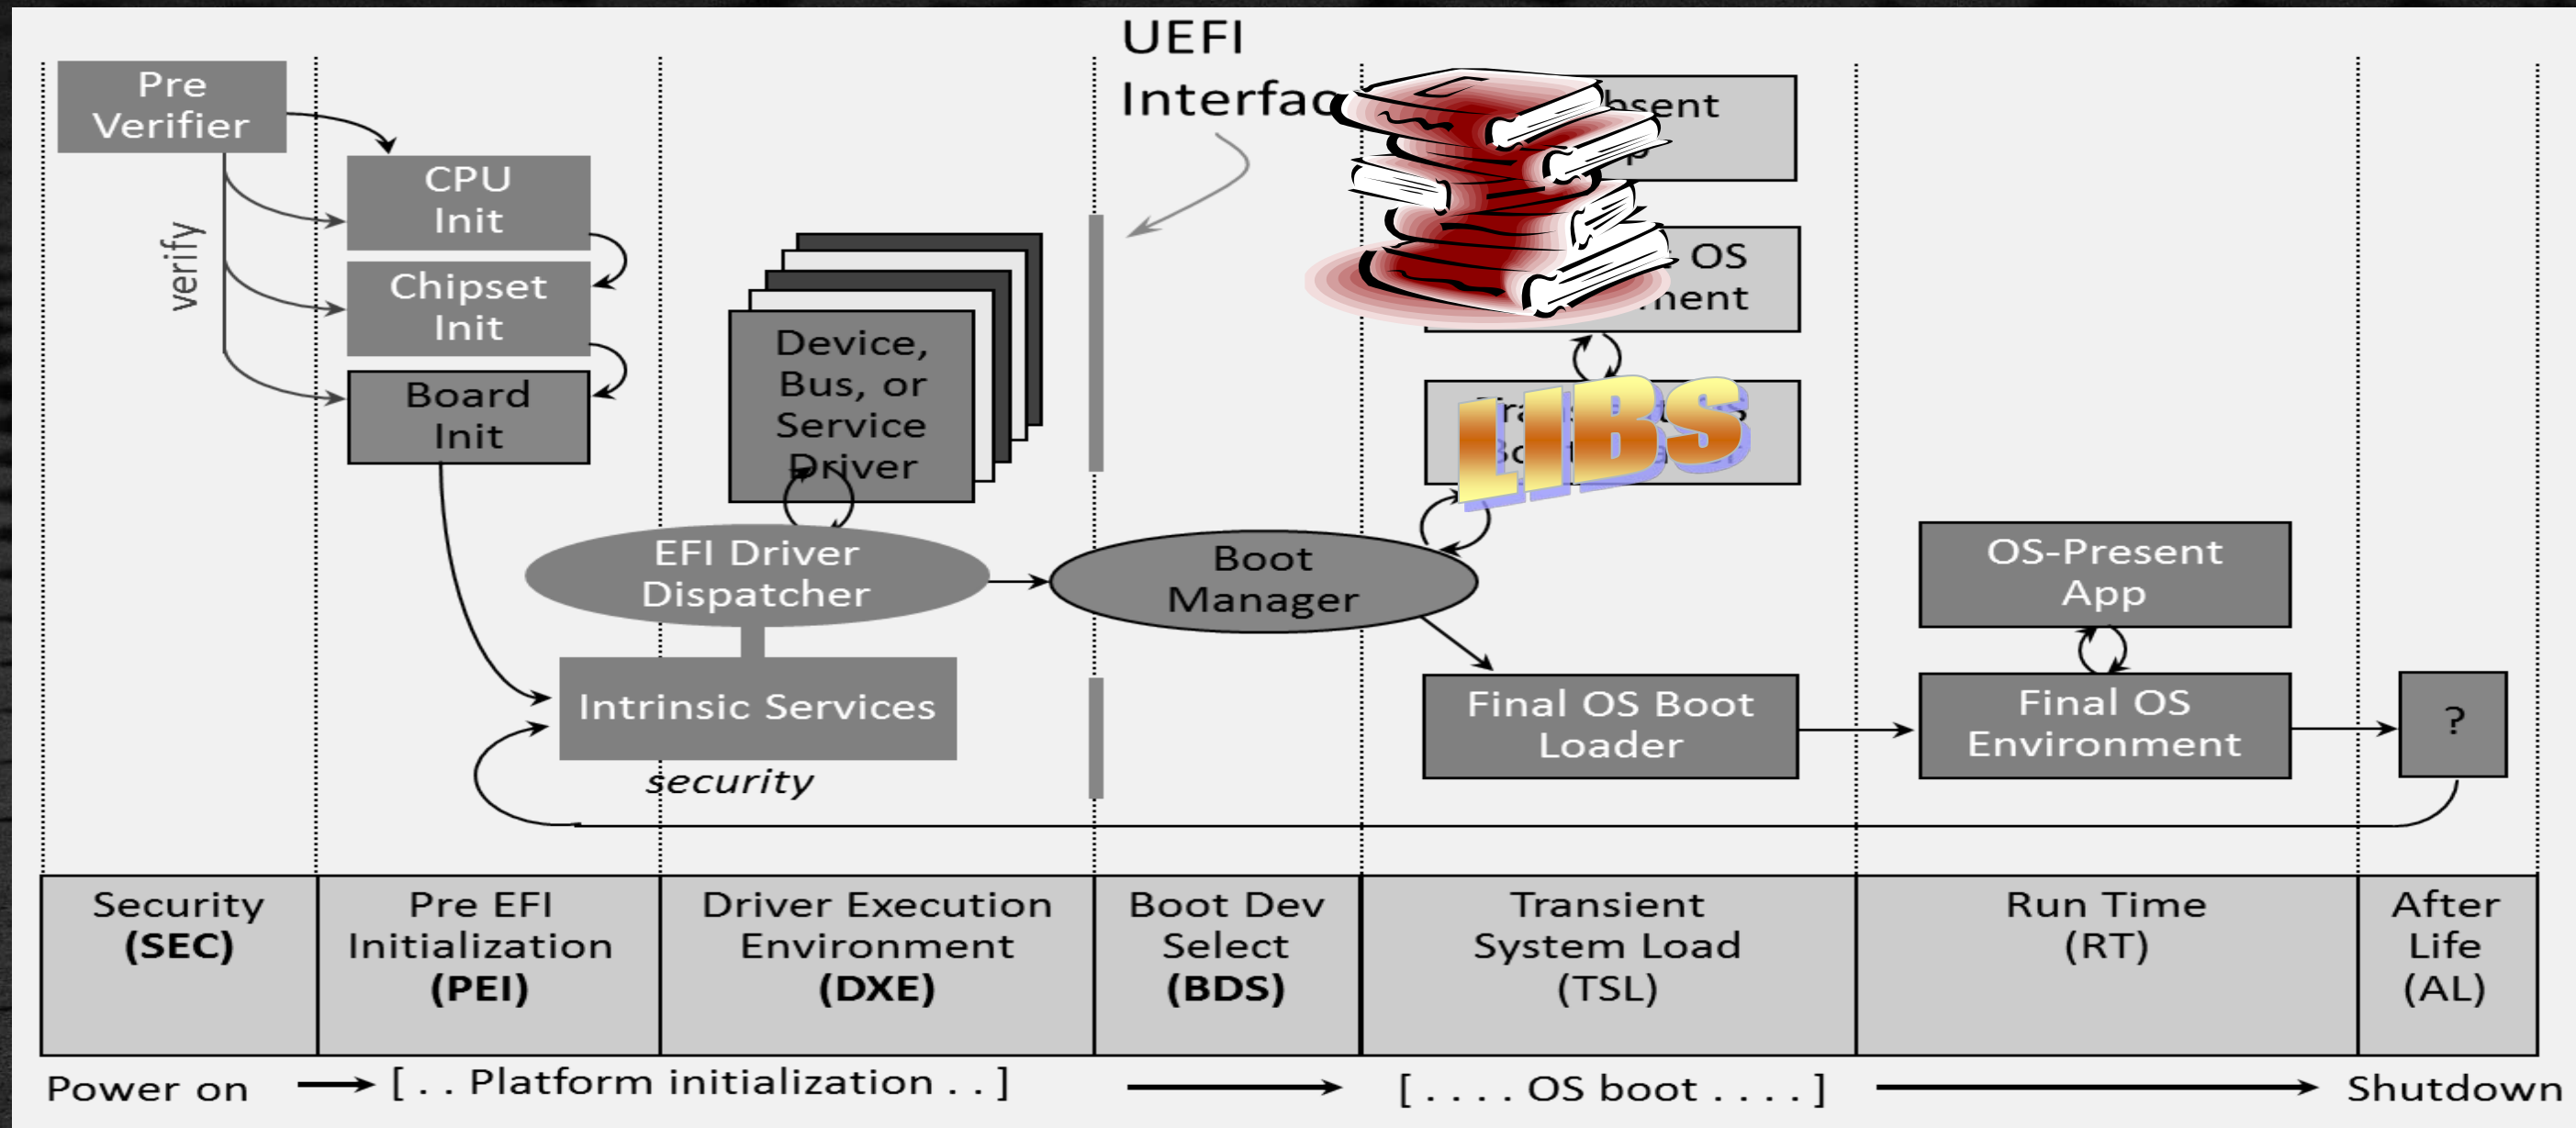 UEFI
Pre
Verifier
verify
CPU
Init
Chipset
Init
Board
Init
Device,
Bus, or
Service
Driver
EFI Driver
Dispatcher
Intrinsic Services
security
Boot
Manager
OS
LIBS
Final OS Boot
Loader
OS-Present
App
Final OS
Environment
?
Security
(SEC)
Pre EFI
Initialization
(PEI)
Driver Execution
Environment
(DXE)
Boot Dev
Select
(BDS)
Transient
System Load
(TSL)
Run Time
(RT)
After
Life
(AL)
Power on
[ . . Platform initialization . . ]
[ . . . . OS boot . . . . ]
Shutdown